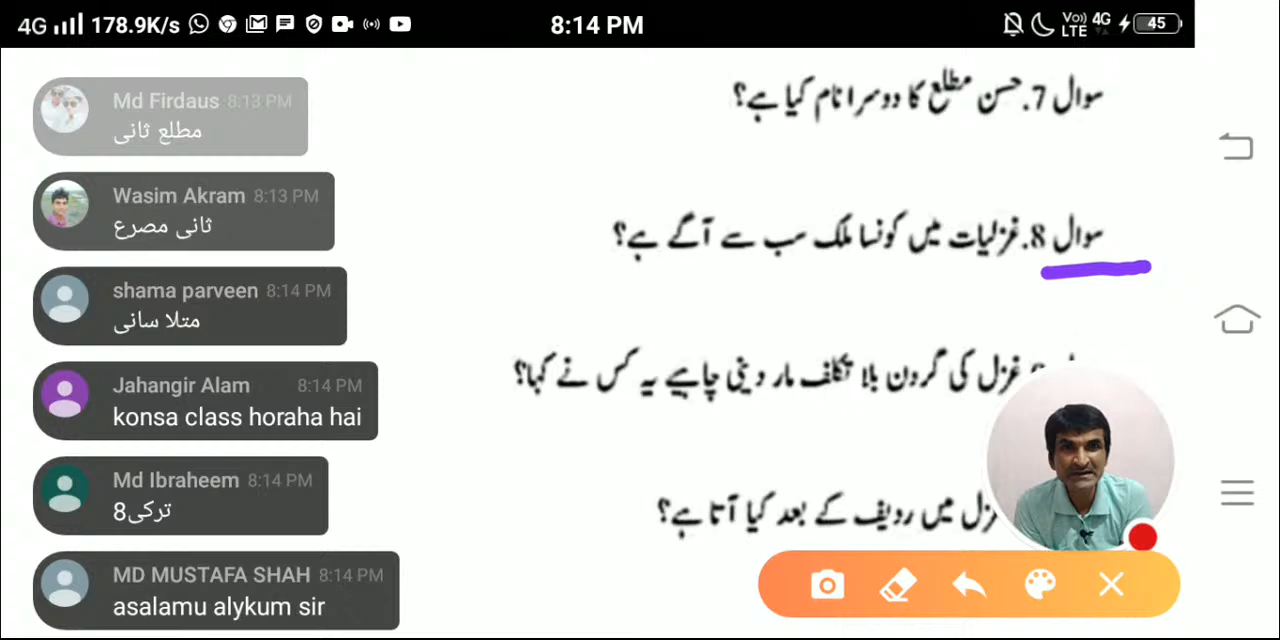 4G 178.9K/s 8:14 PM Vo) LTE 4G 45
Md Firdaus 8:13 PM
مطلع ثانی
Wasim Akram 8:13 PM
ثانی مصرع
shama parveen 8:14 PM
متلا سانی
Jahangir Alam 8:14 PM
konsa class horaha hai
Md Ibraheem 8:14 PM
ترکی8
MD MUSTAFA SHAH 8:14 PM
asalamu alykum sir
سوال 7.حسن مطلع کا دوسرا نام کیا ہے؟
سوال 8.غزلیات میں کونسا ملک سب سے آگے ہے؟
غزل کی گردن بلا تکلف مار دینی چاہیے یہ کس نے کہا؟
میں ردیف کے بعد کیا آتا ہے؟